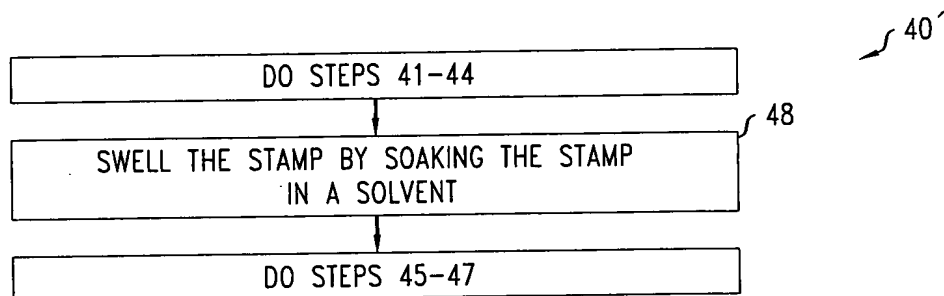 40′
DO STEPS 41-44
48
SWELL THE STAMP BY SOAKING THE STAMP
IN A SOLVENT
DO STEPS 45-47